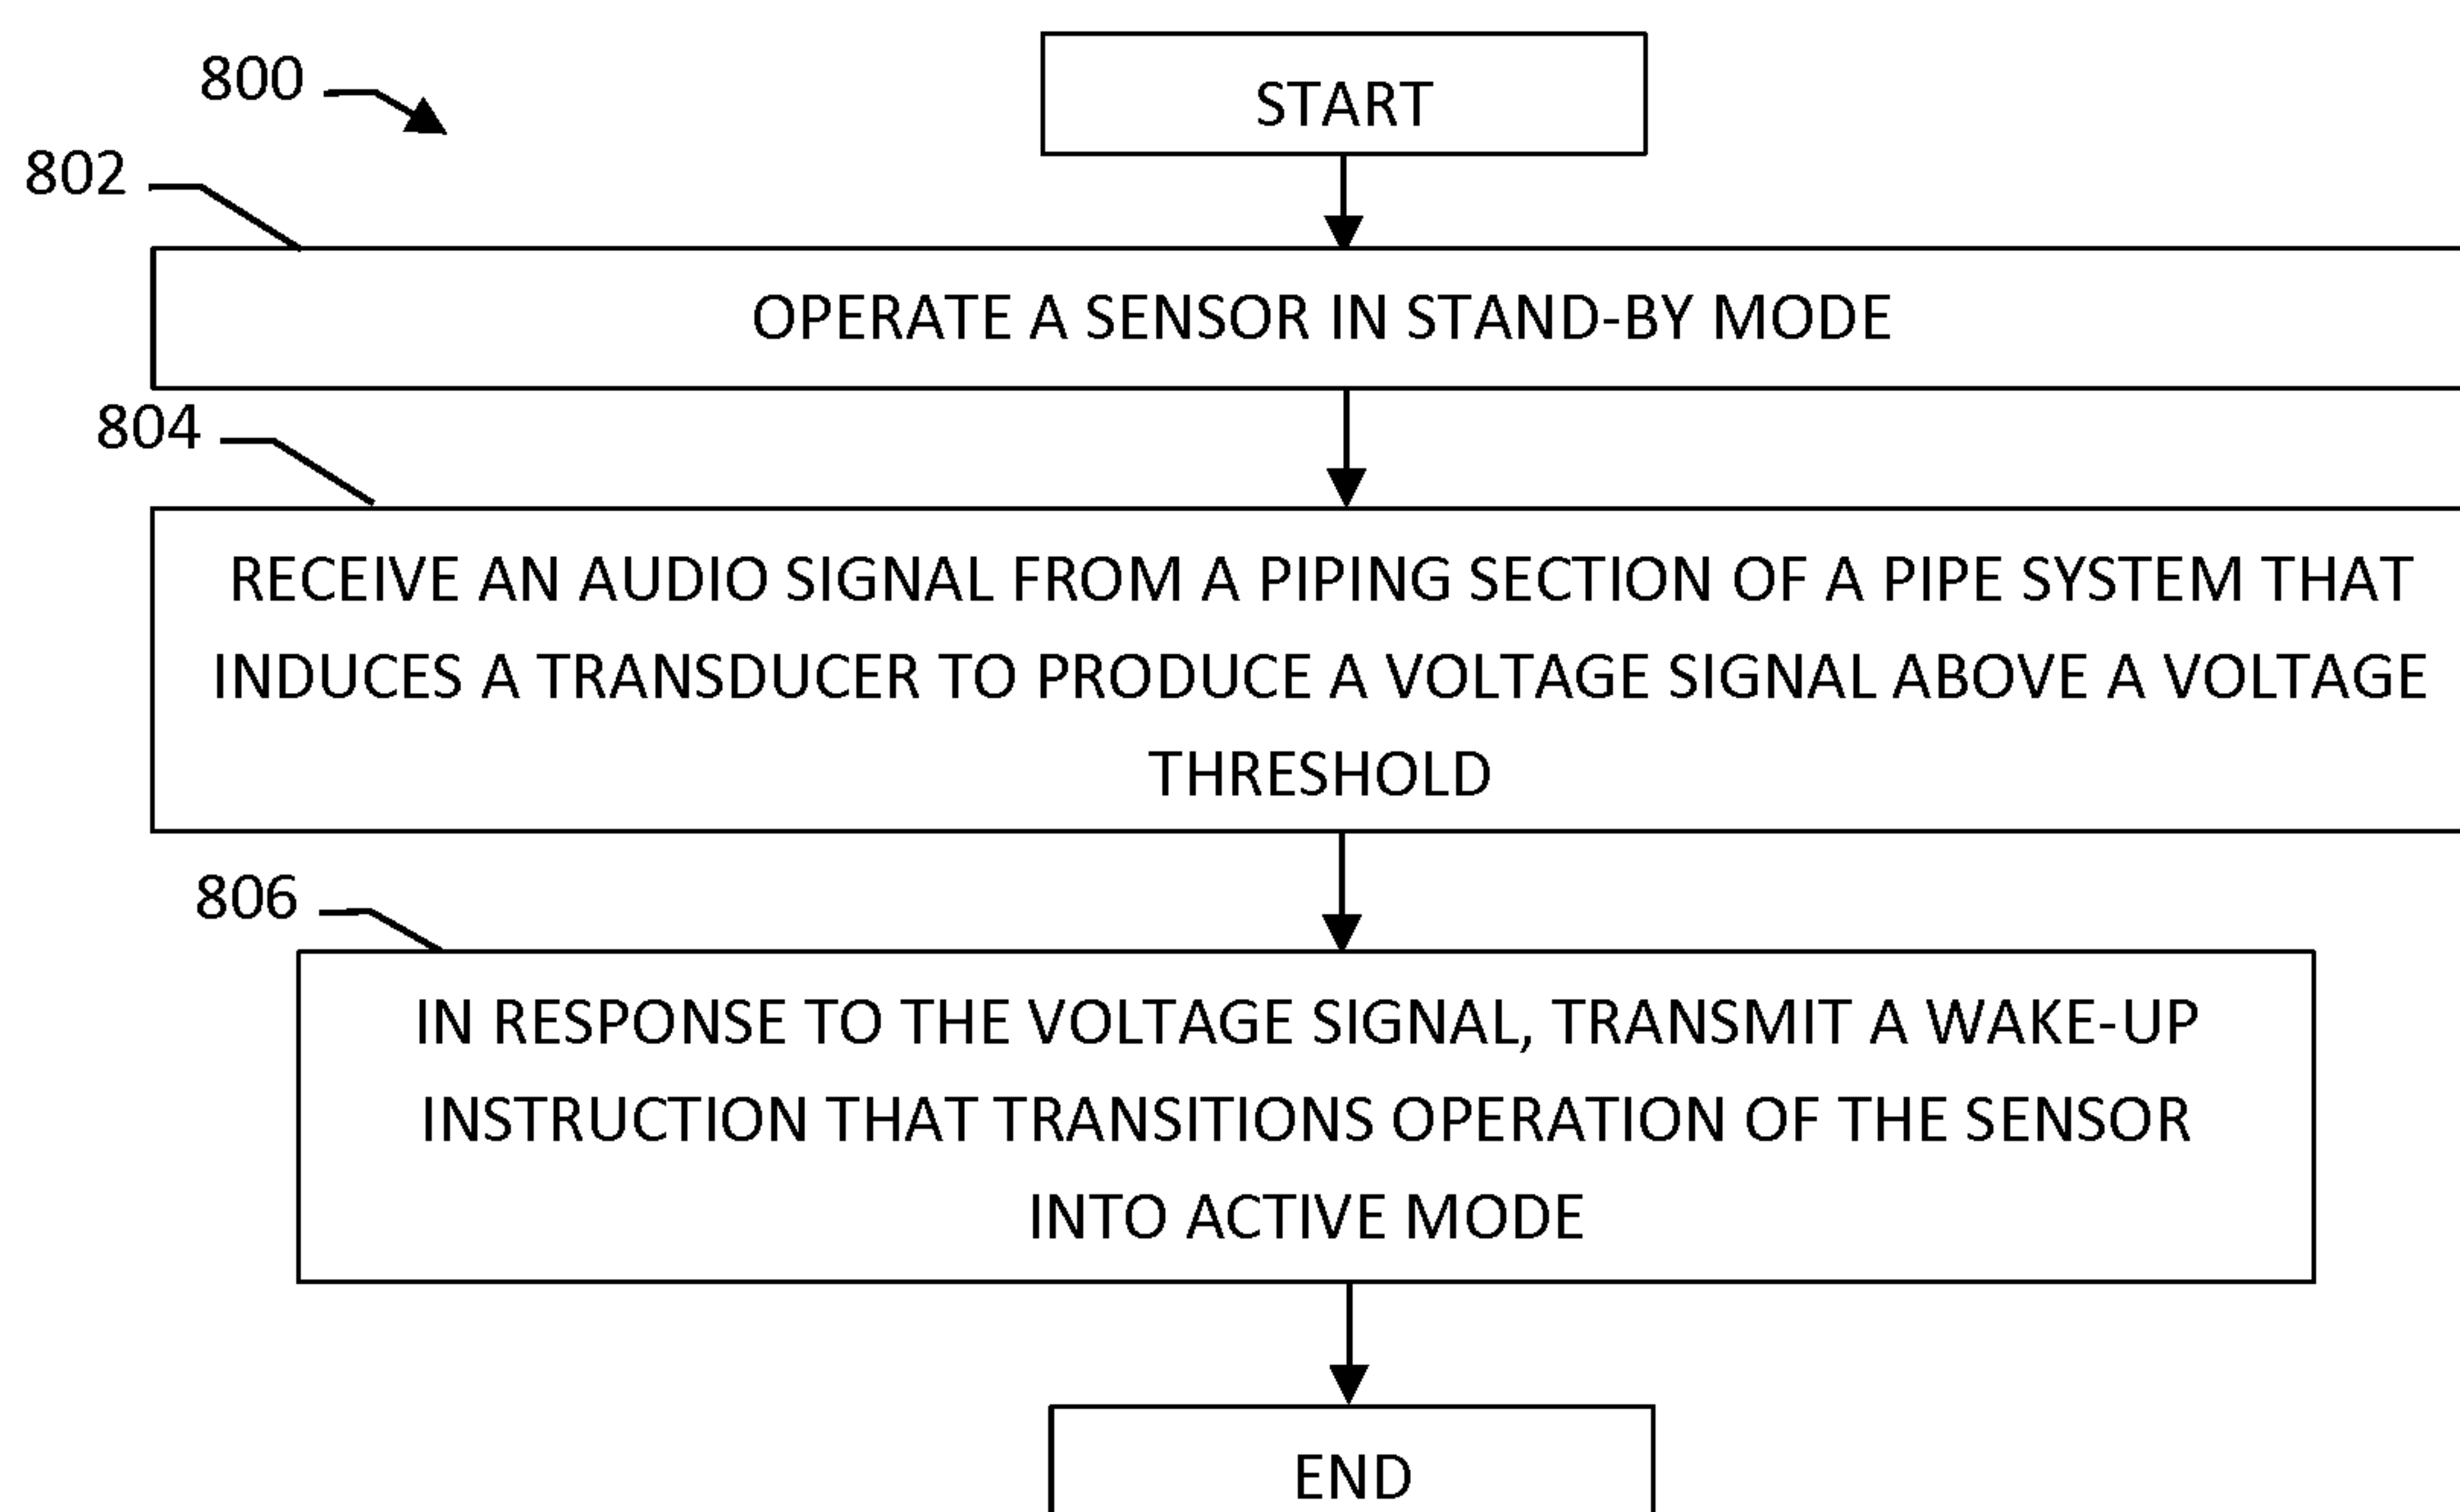 800
START
802
OPERATE A SENSOR IN STAND-BY MODE
804
RECEIVE AN AUDIO SIGNAL FROM A PIPING SECTION OF A PIPE SYSTEM THAT
INDUCES A TRANSDUCER TO PRODUCE A VOLTAGE SIGNAL ABOVE A VOLTAGE
THRESHOLD
806
IN RESPONSE TO THE VOLTAGE SIGNAL, TRANSMIT A WAKE-UP
INSTRUCTION THAT TRANSITIONS OPERATION OF THE SENSOR
INTO ACTIVE MODE
END